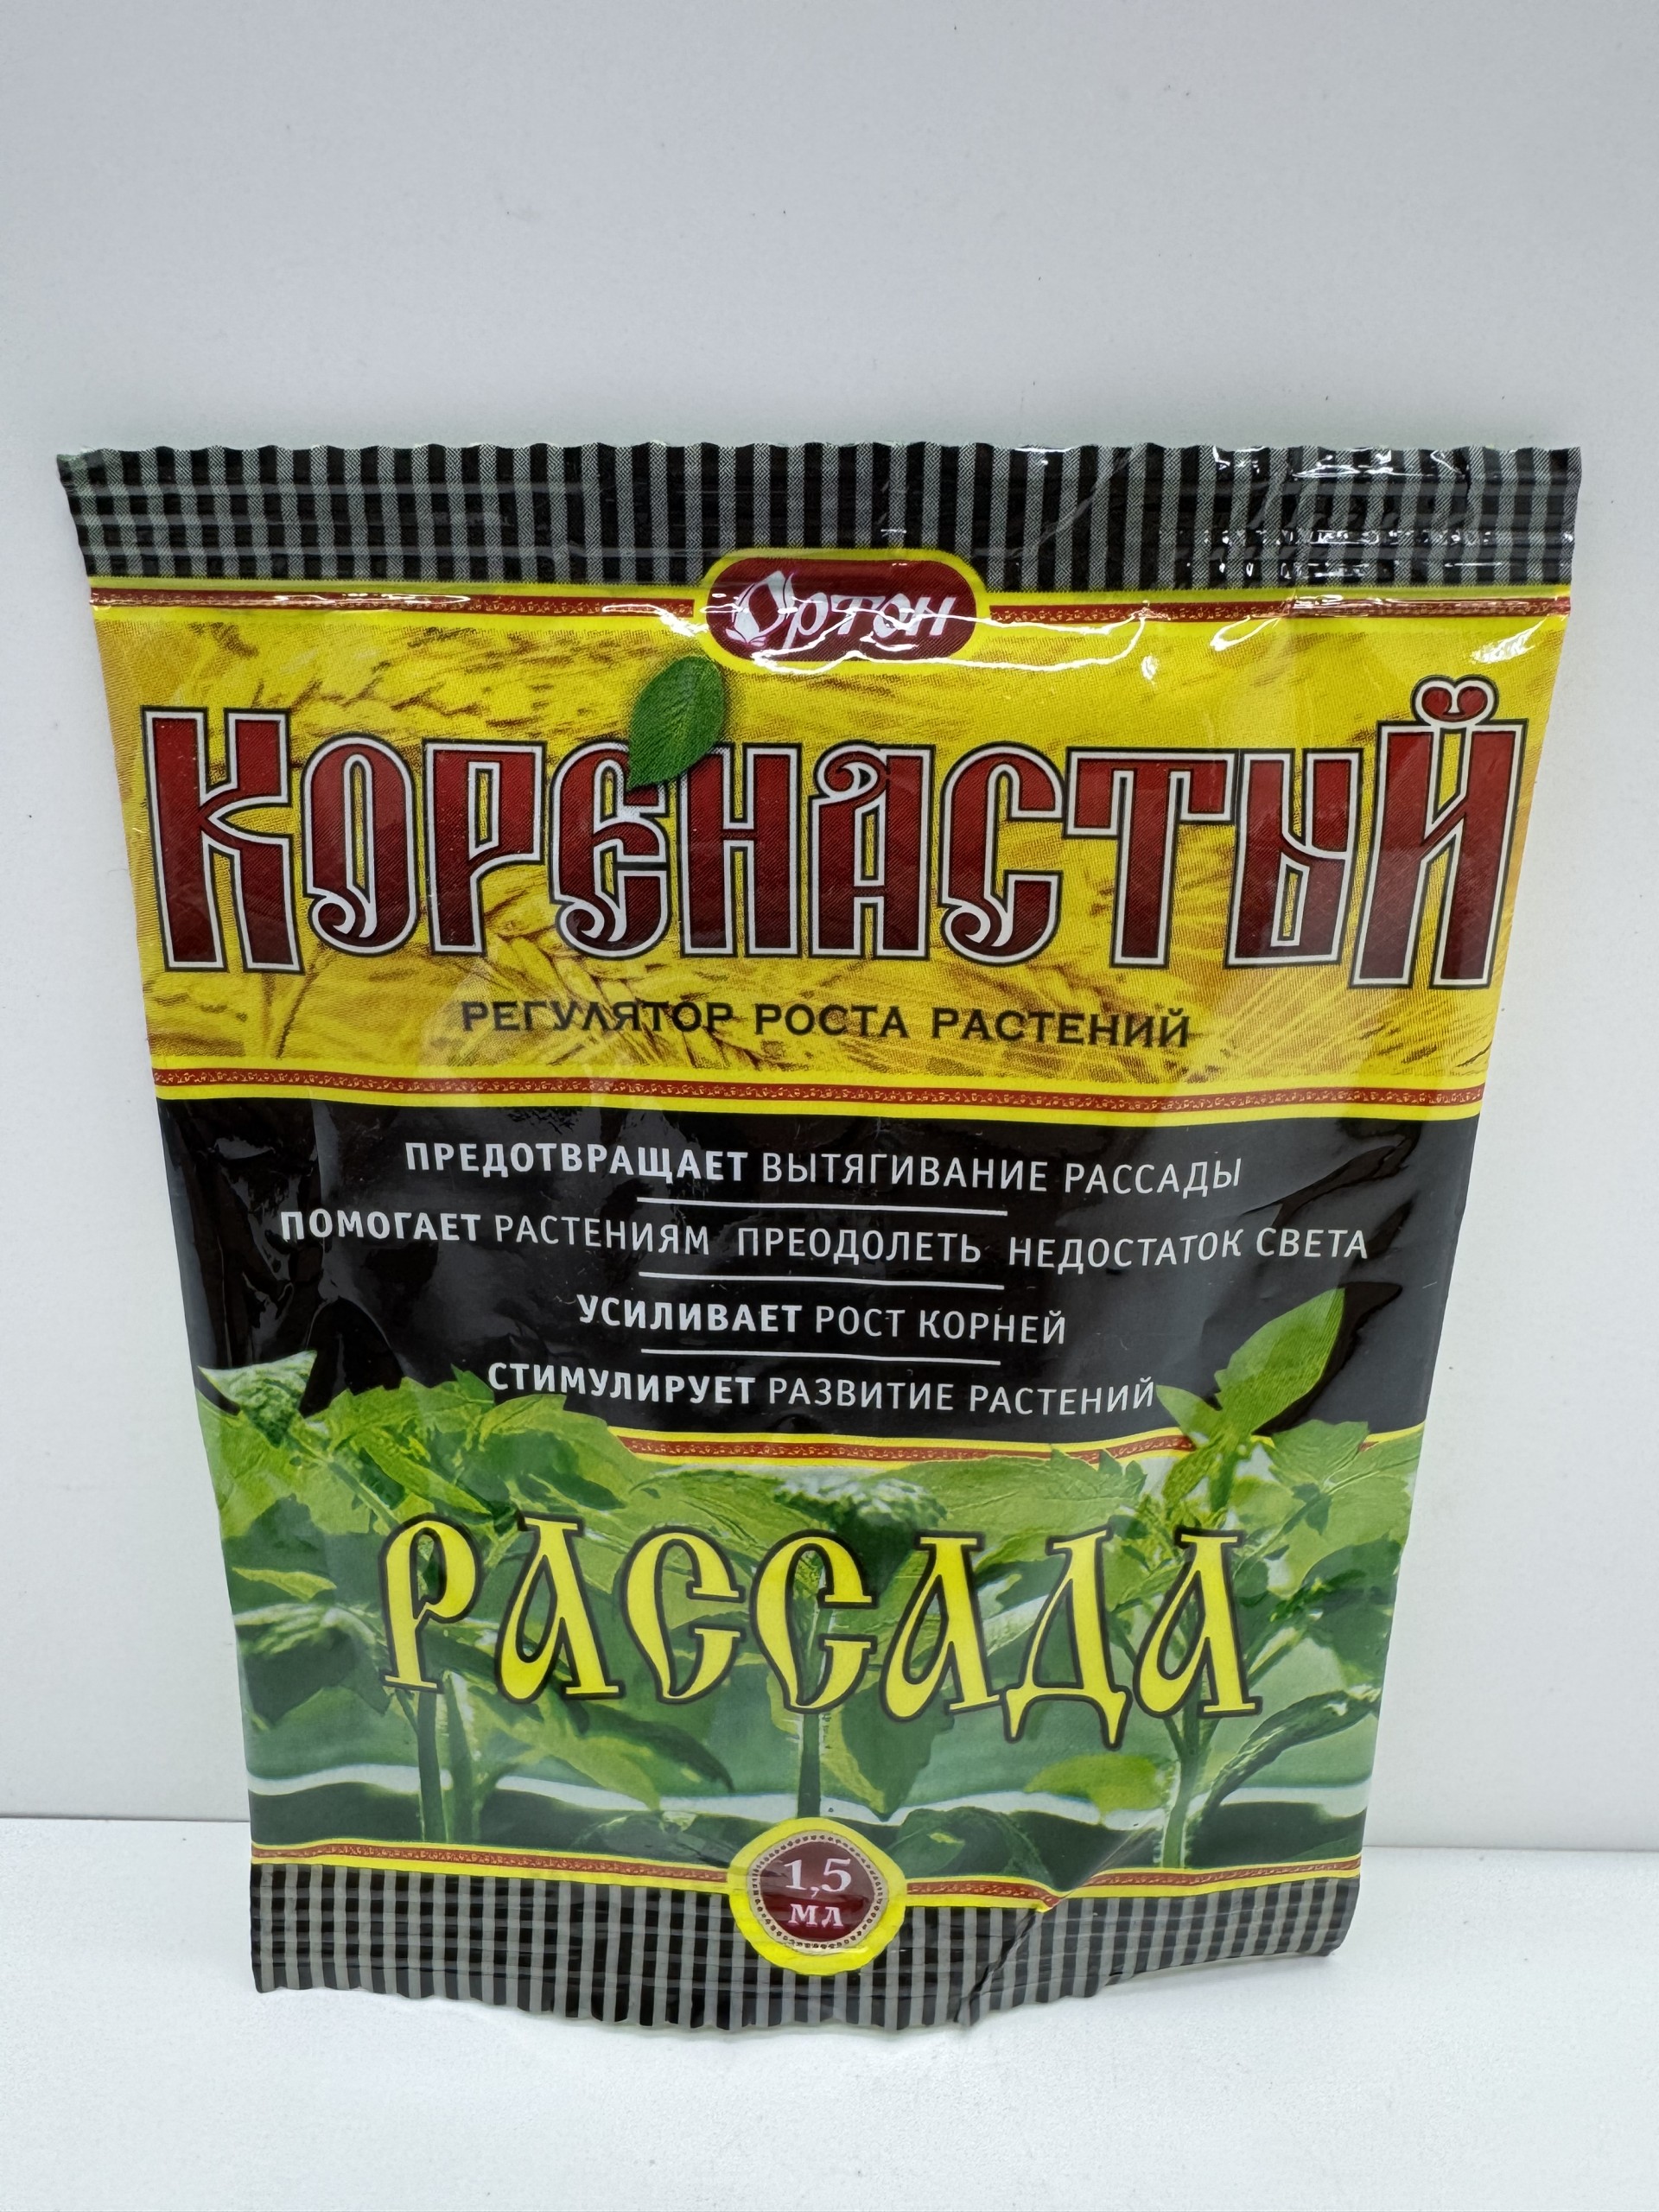 Ортон
КОРЕНАСТЫЙ
РЕГУЛЯТОР РОСТА РАСТЕНИЙ
ПРЕДОТВРАЩАЕТ ВЫТЯГИВАНИЕ РАССАДЫ
ПОМОГАЕТ РАСТЕНИЯМ ПРЕОДОЛЕТЬ НЕДОСТАТОК СВЕТА
УСИЛИВАЕТ РОСТ КОРНЕЙ
СТИМУЛИРУЕТ РАЗВИТИЕ РАСТЕНИЙ
РАССАДА
1,5
МЛ